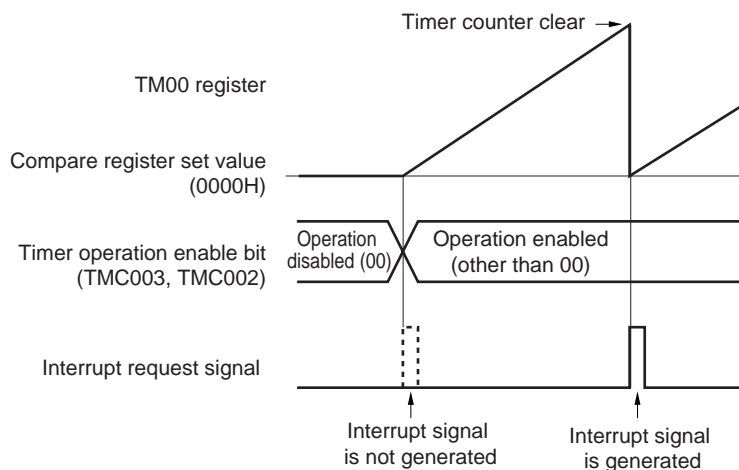 Timer counter clear
TM00 register
Compare register set value
(0000H)
Timer operation enable bit
(TMC003, TMC002)
Operation
disabled (00)
Operation enabled
(other than 00)
Interrupt request signal
Interrupt signal
is not generated
Interrupt signal
is generated